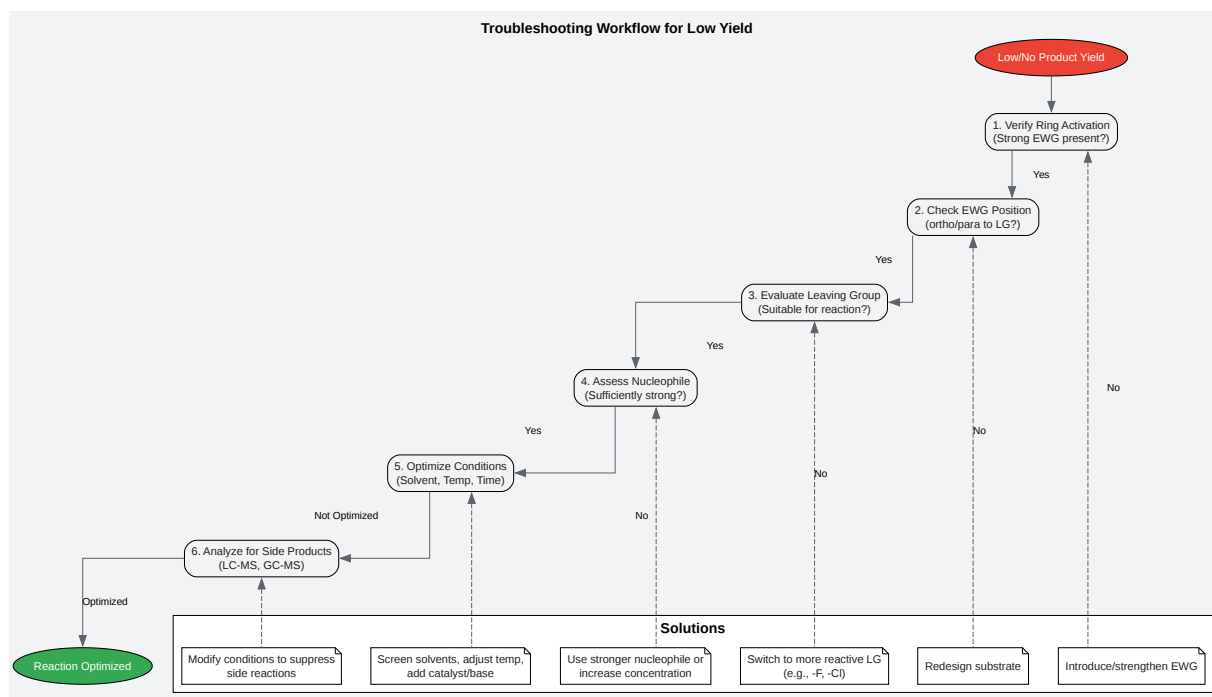 Troubleshooting Workflow for Low Yield
Low/No Product Yield
1. Verify Ring Activation
(Strong EWG present?)
Yes
2. Check EWG Position
(ortho/para to LG?)
Yes
3. Evaluate Leaving Group
(Suitable for reaction?)
Yes
No
4. Assess Nucleophile
(Sufficiently strong?)
Yes
No
5. Optimize Conditions
(Solvent, Temp, Time)
No
Not Optimized
No
6. Analyze for Side Products
(LC-MS, GC-MS)
Optimized
Solutions
Reaction Optimized
Modify conditions to suppress
side reactions
Screen solvents, adjust temp,
add catalyst/base
Use stronger nucleophile or
increase concentration
Switch to more reactive LG
(e.g., -F, -Cl)
Redesign substrate
Introduce/strengthen EWG